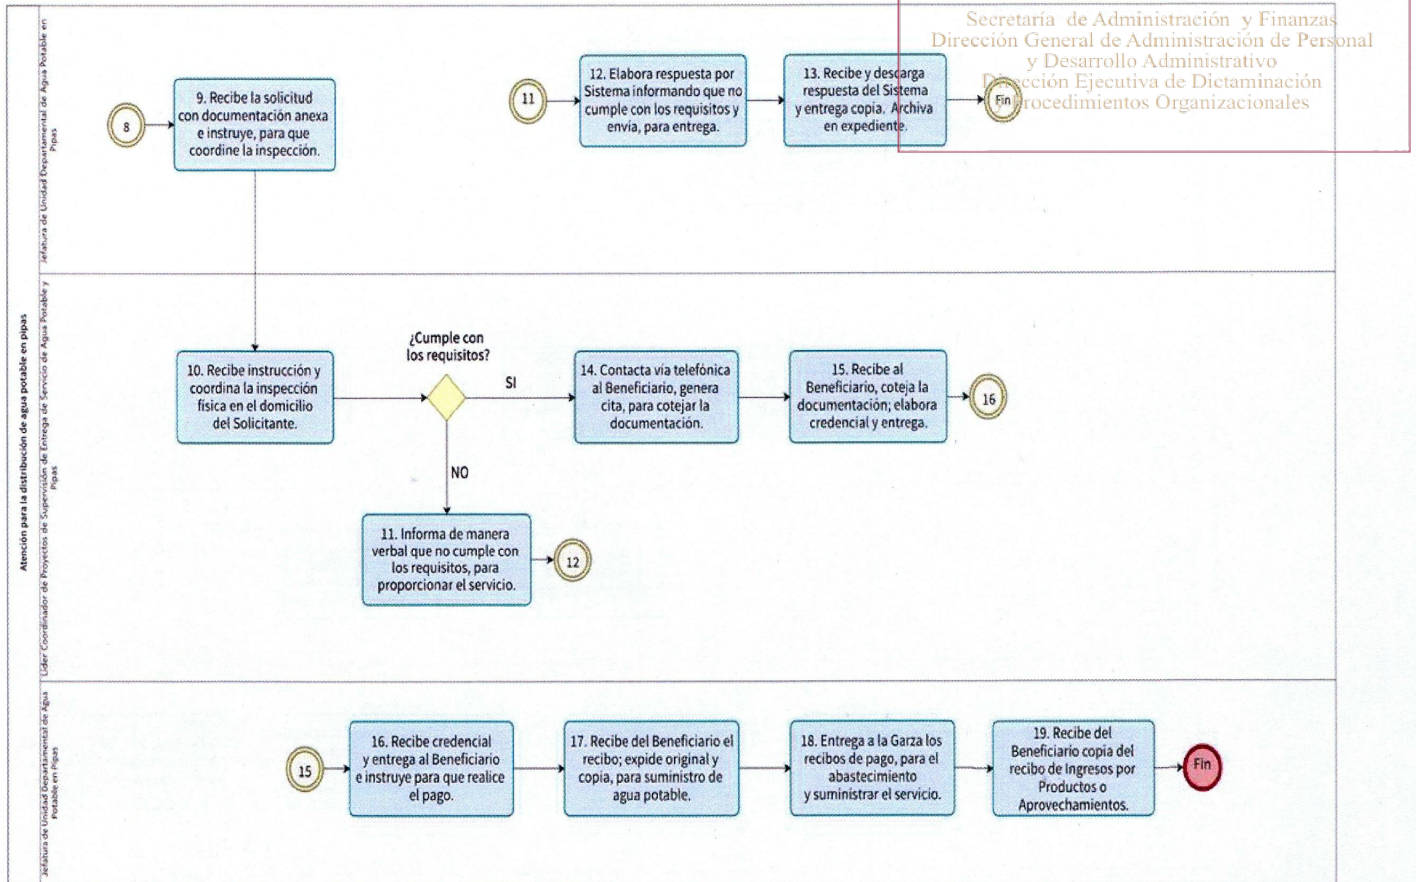 Secretaría de Administración y Finanzas
Dirección General de Administración de Personal
y Desarrollo Administrativo
Dirección Ejecutiva de Dictaminación
y Procedimientos Organizacionales
Atención para la distribución de agua potable en pipas
Jefatura de Unidad Departamental de Agua Potable en
Pipas
8
9. Recibe la solicitud
con documentación anexa
e instruye, para que
coordine la inspección.
11
12. Elabora respuesta por
Sistema informando que no
cumple con los requisitos y
envía, para entrega.
13. Recibe y descarga
respuesta del Sistema
y entrega copia. Archiva
en expediente.
Fin
Líder Coordinador de Proyectos de Supervisión de Entrega de Servicio de Agua Potable y
Pipas
10. Recibe instrucción y
coordina la inspección
física en el domicilio
del Solicitante.
¿Cumple con
los requisitos?
SI
NO
14. Contacta vía telefónica
al Beneficiario, genera
cita, para cotejar la
documentación.
15. Recibe al
Beneficiario, coteja la
documentación; elabora
credencial y entrega.
16
11. Informa de manera
verbal que no cumple con
los requisitos, para
proporcionar el servicio.
12
Jefatura de Unidad Departamental de Agua
Potable en Pipas
15
16. Recibe credencial
y entrega al Beneficiario
e instruye para que realice
el pago.
17. Recibe del Beneficiario el
recibo; expide original y
copia, para suministro de
agua potable.
18. Entrega a la Garza los
recibos de pago, para el
abastecimiento
y suministrar el servicio.
19. Recibe del
Beneficiario copia del
recibo de Ingresos por
Productos o
Aprovechamientos.
Fin